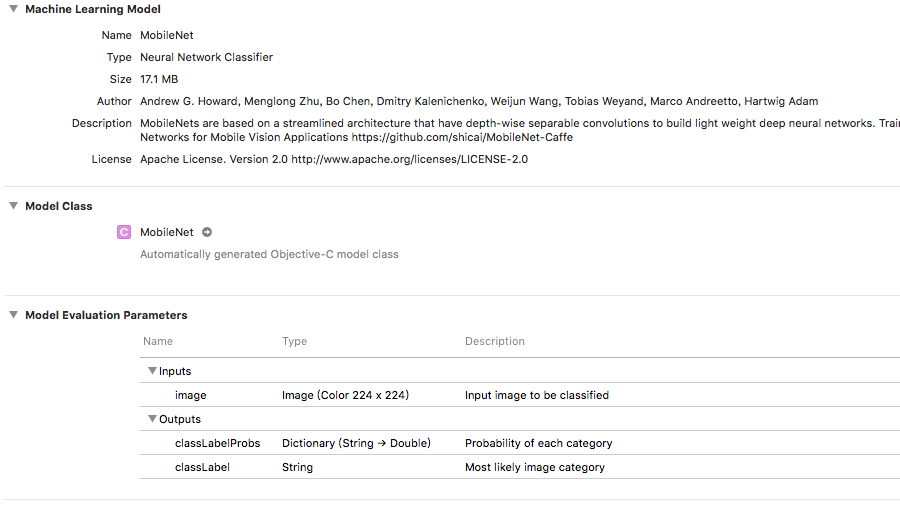 Machine Learning Model
Name MobileNet
Type Neural Network Classifier
Size 17.1 MB
Author Andrew G. Howard, Menglong Zhu, Bo Chen, Dmitry Kalenichenko, Weijun Wang, Tobias Weyand, Marco Andreetto, Hartwig Adam
Description MobileNets are based on a streamlined architecture that have depth-wise separable convolutions to build light weight deep neural networks. Trai
Networks for Mobile Vision Applications https://github.com/shicai/MobileNet-Caffe
License Apache License. Version 2.0 http://www.apache.org/licenses/LICENSE-2.0
Model Class
C MobileNet
Automatically generated Objective-C model class
Model Evaluation Parameters
Name Type Description
Inputs
image Image (Color 224 x 224) Input image to be classified
Outputs
classLabelProbs Dictionary (String → Double) Probability of each category
classLabel String Most likely image category